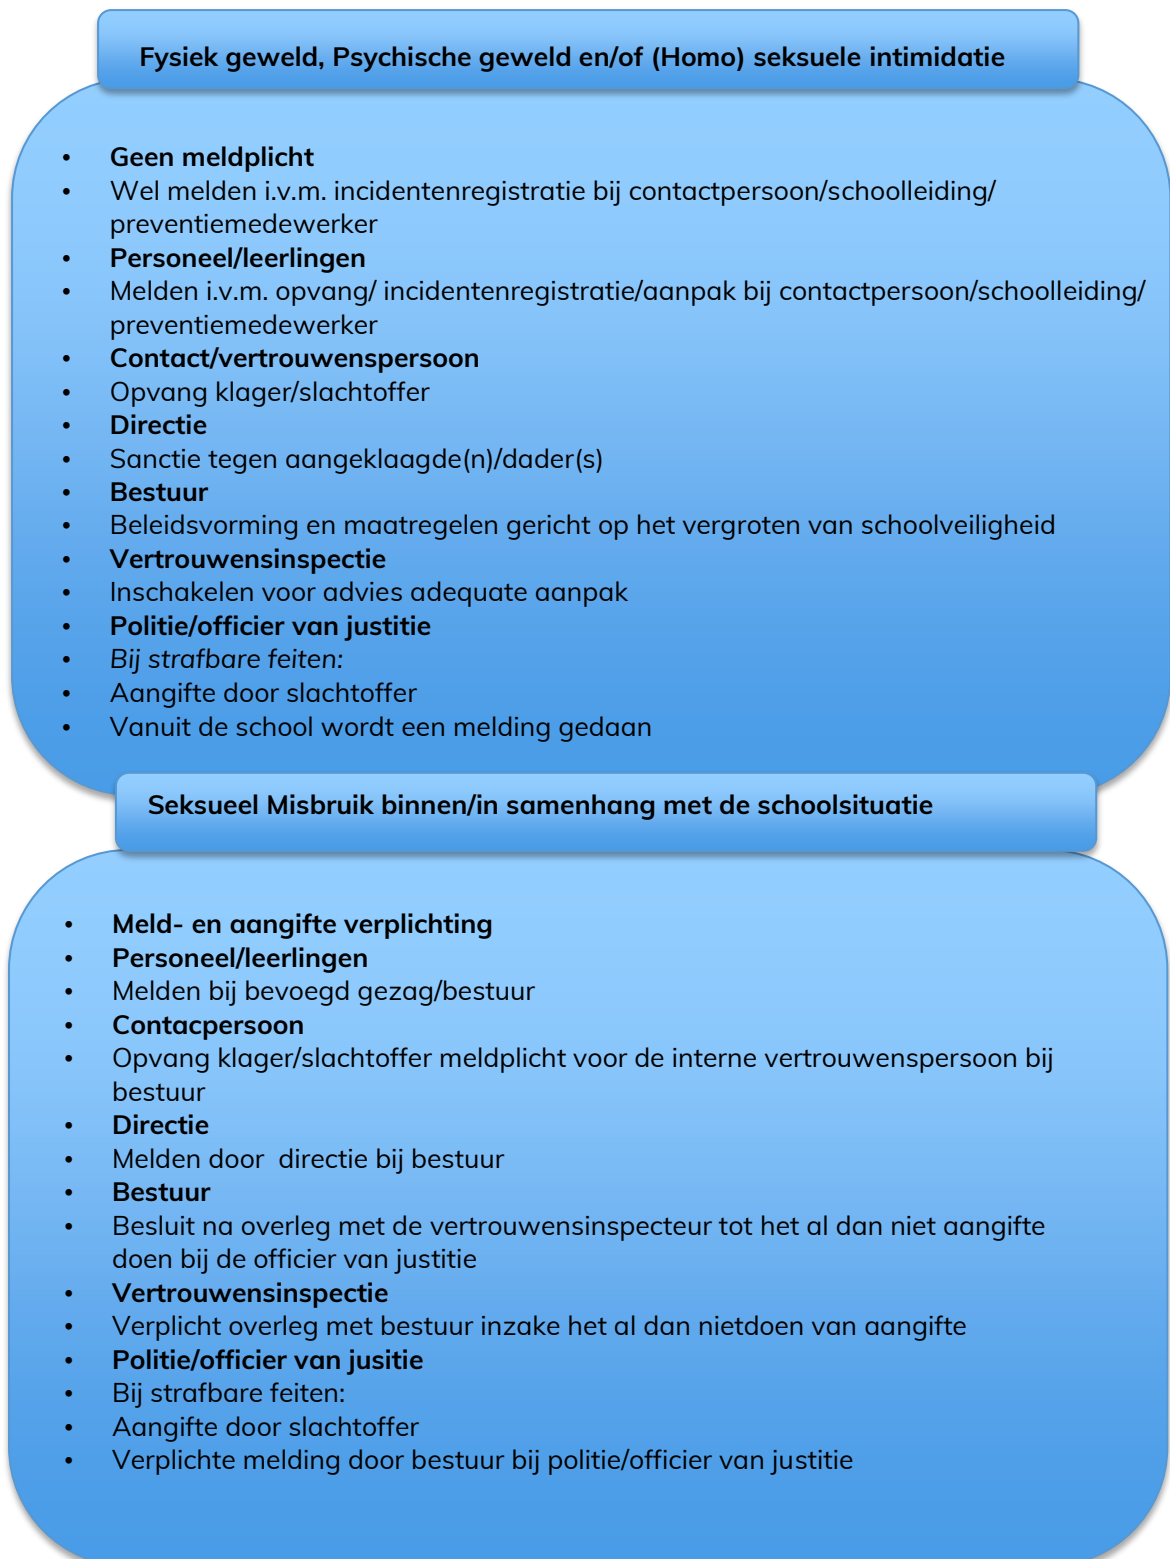 Fysiek geweld, Psychische geweld en/of (Homo) seksuele intimidatie
• Geen meldplicht
• Wel melden i.v.m. incidentenregistratie bij contactpersoon/schoolleiding/
preventiemedewerker
• Personeel/leerlingen
• Melden i.v.m. opvang/ incidentenregistratie/aanpak bij contactpersoon/schoolleiding/
preventiemedewerker
• Contact/vertrouwenspersoon
• Opvang klager/slachtoffer
• Directie
• Sanctie tegen aangeklaagde(n)/dader(s)
• Bestuur
• Beleidsvorming en maatregelen gericht op het vergroten van schoolveiligheid
• Vertrouwensinspectie
• Inschakelen voor advies adequate aanpak
• Politie/officier van justitie
• Bij strafbare feiten:
• Aangifte door slachtoffer
• Vanuit de school wordt een melding gedaan
Seksueel Misbruik binnen/in samenhang met de schoolsituatie
• Meld- en aangifte verplichting
• Personeel/leerlingen
• Melden bij bevoegd gezag/bestuur
• Contacpersoon
• Opvang klager/slachtoffer meldplicht voor de interne vertrouwenspersoon bij
bestuur
• Directie
• Melden door  directie bij bestuur
• Bestuur
• Besluit na overleg met de vertrouwensinspecteur tot het al dan niet aangifte
doen bij de officier van justitie
• Vertrouwensinspectie
• Verplicht overleg met bestuur inzake het al dan nietdoen van aangifte
• Politie/officier van jusitie
• Bij strafbare feiten:
• Aangifte door slachtoffer
• Verplichte melding door bestuur bij politie/officier van justitie